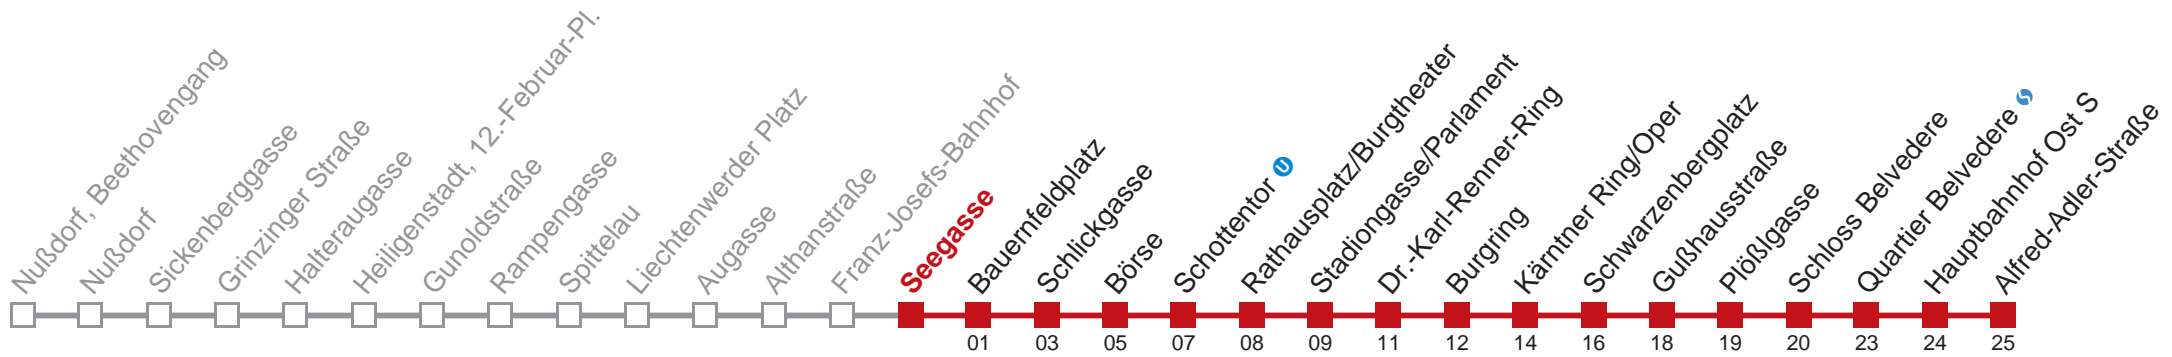 Nußdorf, Beethovengang
Nußdorf
Sickenberggasse
Grinzinger Straße
Halteraugasse
Heiligenstadt, 12.-Februar-Pl.
Gunoldstraße
Rampengasse
Spittelau
Liechtenwerder Platz
Augasse
Althanstraße
Franz-Josefs-Bahnhof
Seegasse
Bauernfeldplatz
Schlickgasse
Börse
Schottentor U
Rathausplatz/Burgtheater
Stadiongasse/Parlament
Dr.-Karl-Renner-Ring
Burgring
Kärntner Ring/Oper
Schwarzenbergplatz
Gußhausstraße
Plößlgasse
Schloss Belvedere
Quartier Belvedere S
Hauptbahnhof Ost S
Alfred-Adler-Straße
01 03 05 07 08 09 11 12 14 16 18 19 20 23 24 25